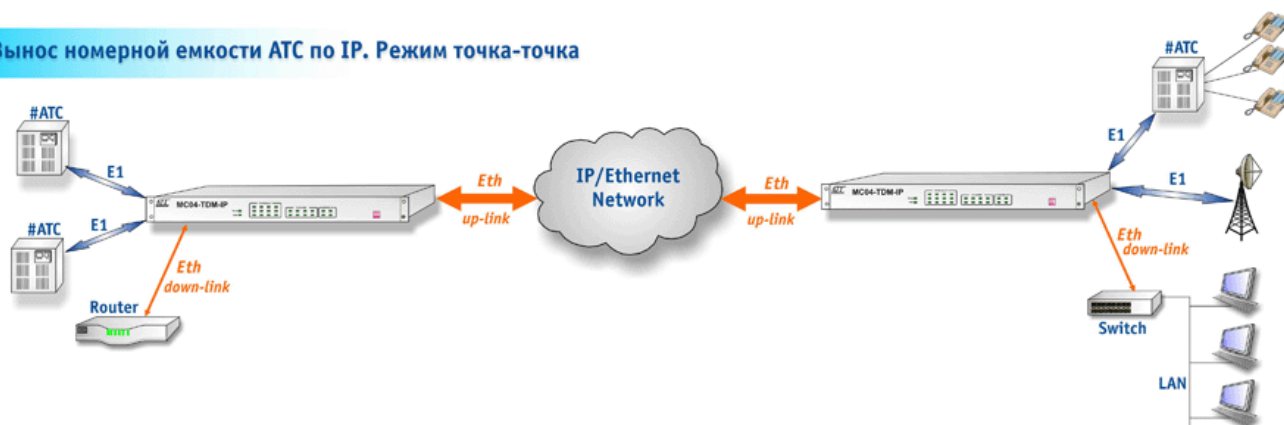 Вынос номерной емкости АТС по IP. Режим точка-точка
#АТС
#АТС
E1
E1
#АТС
MC04-TDM-IP
Eth
up-link
IP/Ethernet
Network
Eth
up-link
MC04-TDM-IP
E1
E1
Eth
down-link
Router
Eth
down-link
Switch
LAN